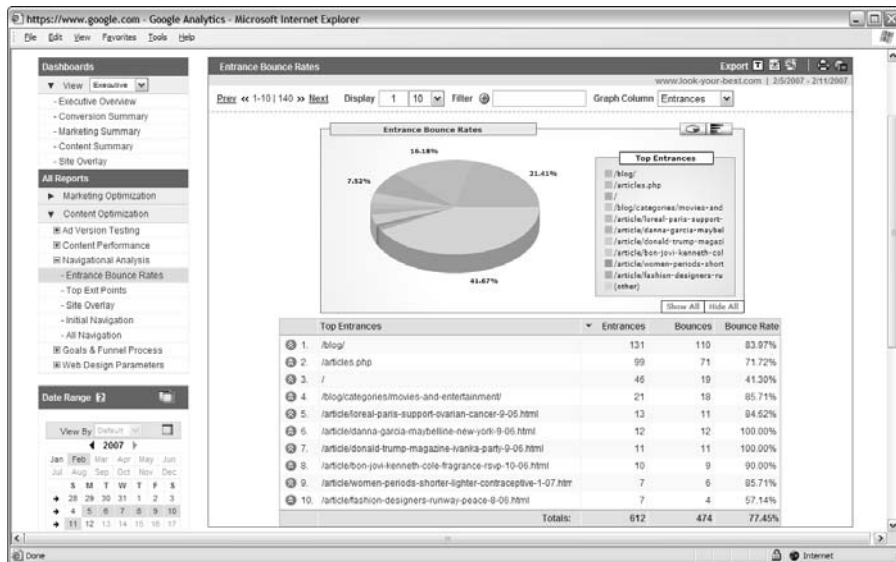 https://www.google.com - Google Analytics - Microsoft Internet Explorer
File Edit View Favorites Tools Help
Dashboards
View Executive
- Executive Overview
- Conversion Summary
- Marketing Summary
- Content Summary
- Site Overlay
All Reports
Marketing Optimization
Content Optimization
Ad Version Testing
Content Performance
Navigational Analysis
- Entrance Bounce Rates
- Top Exit Points
- Site Overlay
- Initial Navigation
- All Navigation
Goals & Funnel Process
Web Design Parameters
Date Range ?
View By Default
2007
Jan Feb Mar Apr May Jun
Jul Aug Sep Oct Nov Dec
S M T W T F S
28 29 30 31 1 2 3
4 5 6 7 8 9 10
11 12 13 14 15 16 17
Entrance Bounce Rates Export T
www.look-your-best.com | 2/5/2007 - 2/11/2007
Prev << 1-10 | 140 >> Next Display 1 10 Filter Graph Column Entrances
Entrance Bounce Rates
16.18%
7.52%
21.41%
41.67%
Top Entrances
/blog/
/articles.php
/
/blog/categories/movies-and
/article/loreal-paris-support-
/article/danna-garcia-maybel
/article/donald-trump-magazi
/article/bon-jovi-kenneth-col
/article/women-periods-short
/article/fashion-designers-ru
(other)
Show All Hide All
Top Entrances Entrances Bounces Bounce Rate
1. /blog/ 131 110 83.97%
2. /articles.php 99 71 71.72%
3. / 46 19 41.30%
4. /blog/categories/movies-and-entertainment/ 21 18 85.71%
5. /article/loreal-paris-support-ovarian-cancer-9-06.html 13 11 84.62%
6. /article/danna-garcia-maybelline-new-york-9-06.html 12 12 100.00%
7. /article/donald-trump-magazine-ivanka-party-9-06.html 11 11 100.00%
8. /article/bon-jovi-kenneth-cole-fragrance-rsvp-10-06.html 10 9 90.00%
9. /article/women-periods-shorter-lighter-contraceptive-1-07.htm 7 6 85.71%
10. /article/fashion-designers-runway-peace-8-06.html 7 4 57.14%
Totals: 612 474 77.45%
Done Internet